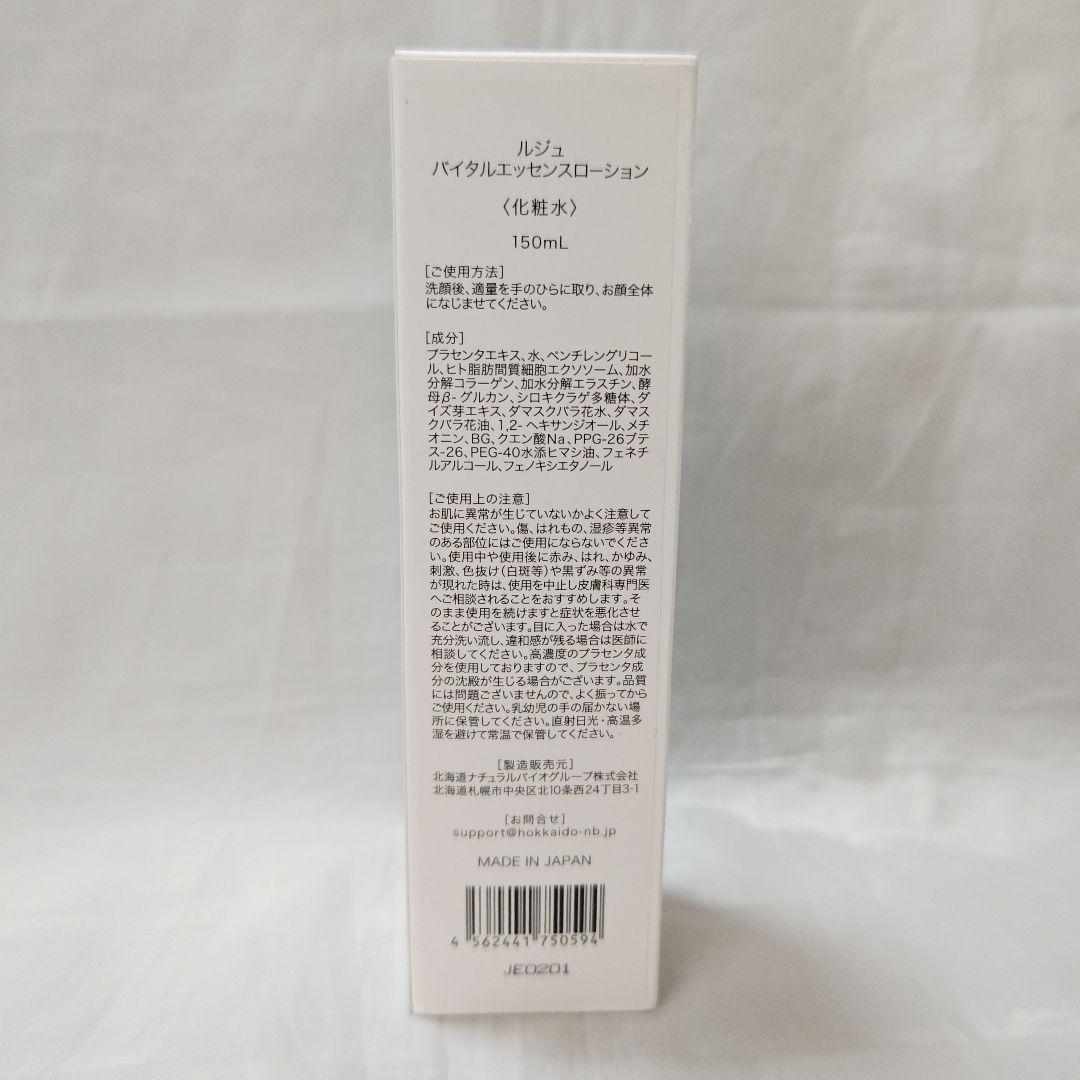 ルジュ
バイタルエッセンスローション
〈化粧水〉
150mL
[ご使用方法]
洗顔後、適量を手のひらに取り、お顔全体
になじませてください。
[成分]
プラセンタエキス、水、ペンチレングリコー
ル、ヒト脂肪間質細胞エクソソーム、加水
分解コラーゲン、加水分解エラスチン、酵
母β-グルカン、シロキクラゲ多糖体、ダ
イズ芽エキス、ダマスクバラ花水、ダマス
クバラ花油、1,2-ヘキサンジオール、メチ
オニン、BG、クエン酸Na、PPG-26ブテ
ス-26、PEG-40水添ヒマシ油、フェネチ
ルアルコール、フェノキシエタノール
[ご使用上の注意]
お肌に異常が生じていないかよく注意して
ご使用ください。傷、はれもの、湿疹等異常
のある部位にはご使用にならないでくださ
い。使用中や使用後に赤み、はれ、かゆみ、
刺激、色抜け(白斑等)や黒ずみ等の異常
が現れた時は、使用を中止し皮膚科専門医
へご相談されることをおすすめします。そ
のまま使用を続けますと症状を悪化させ
ることがございます。目に入った場合は水で
充分洗い流し、違和感が残る場合は医師に
相談してください。高濃度のプラセンタ成
分を使用しておりますので、プラセンタ成
分の沈殿が生じる場合がございます。品質
には問題ございませんので、よく振ってから
ご使用ください。乳幼児の手の届かない場
所に保管してください。直射日光・高温多
湿を避けて常温で保管してください。
[製造販売元]
北海道ナチュラルバイオグループ株式会社
北海道札幌市中央区北10条西24丁目3-1
[お問合せ]
support@hokkaido-nb.jp
MADE IN JAPAN
4 562441 750594
JE0201